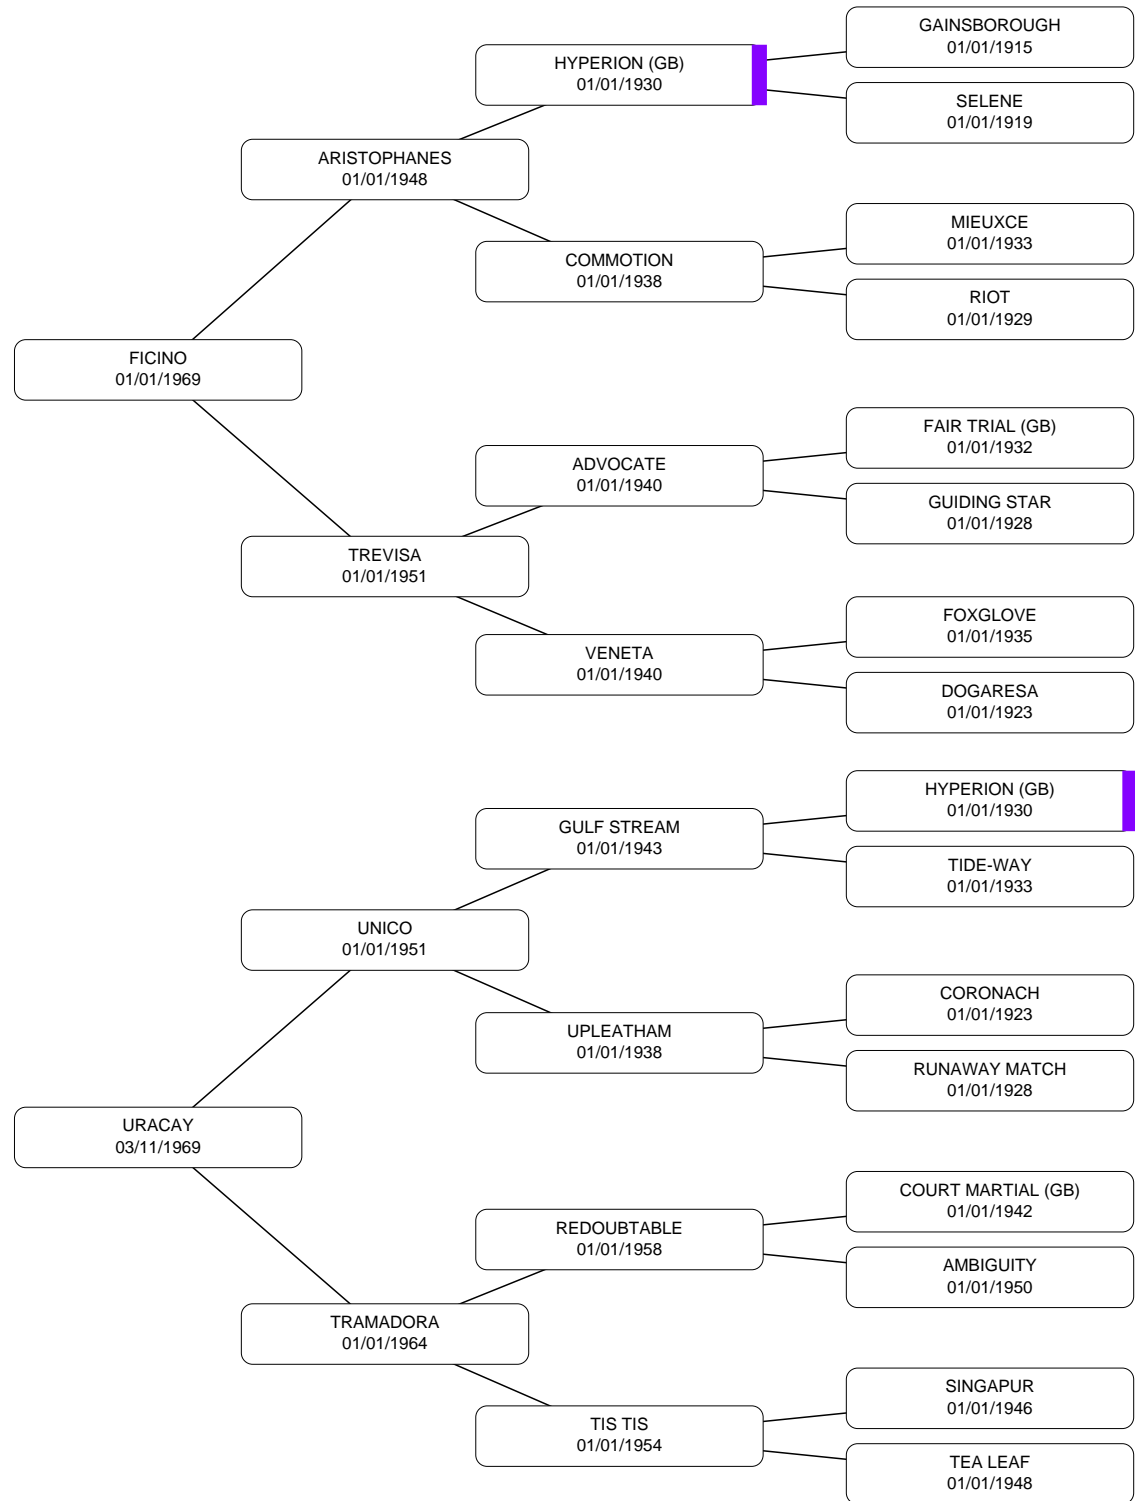 GAINSBOROUGH
01/01/1915
HYPERION (GB)
01/01/1930
SELENE
01/01/1919
ARISTOPHANES
01/01/1948
MIEUXCE
01/01/1933
COMMOTION
01/01/1938
RIOT
01/01/1929
FICINO
01/01/1969
FAIR TRIAL (GB)
01/01/1932
ADVOCATE
01/01/1940
GUIDING STAR
01/01/1928
TREVISA
01/01/1951
FOXGLOVE
01/01/1935
VENETA
01/01/1940
DOGARESA
01/01/1923
HYPERION (GB)
01/01/1930
GULF STREAM
01/01/1943
TIDE-WAY
01/01/1933
UNICO
01/01/1951
CORONACH
01/01/1923
UPLEATHAM
01/01/1938
RUNAWAY MATCH
01/01/1928
URACAY
03/11/1969
COURT MARTIAL (GB)
01/01/1942
REDOUBTABLE
01/01/1958
AMBIGUITY
01/01/1950
TRAMADORA
01/01/1964
SINGAPUR
01/01/1946
TIS TIS
01/01/1954
TEA LEAF
01/01/1948